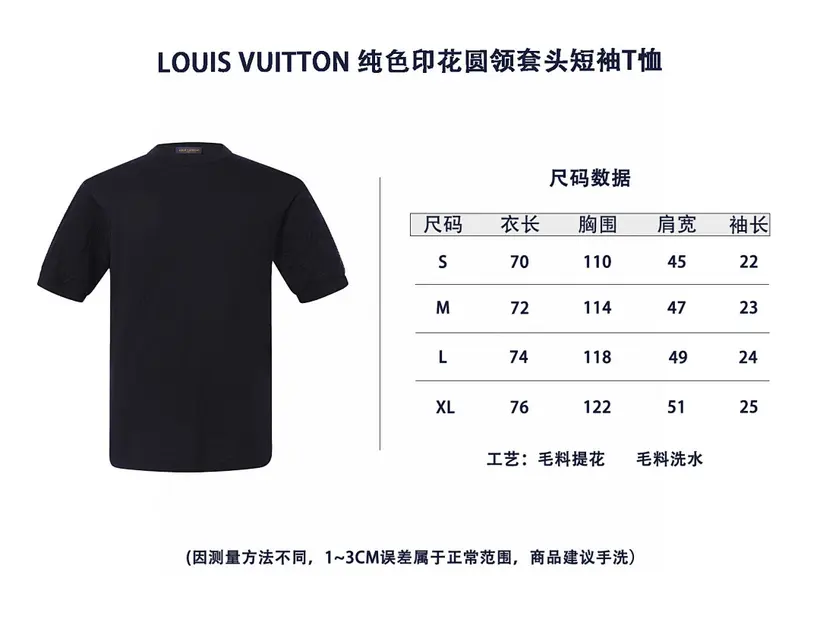 LOUIS VUITTON 纯色印花圆领套头短袖T恤
尺码数据
尺码 衣长 胸围 肩宽 袖长
S 70 110 45 22
M 72 114 47 23
L 74 118 49 24
XL 76 122 51 25
工艺：毛料提花 毛料洗水
(因测量方法不同，1~3CM误差属于正常范围，商品建议手洗）